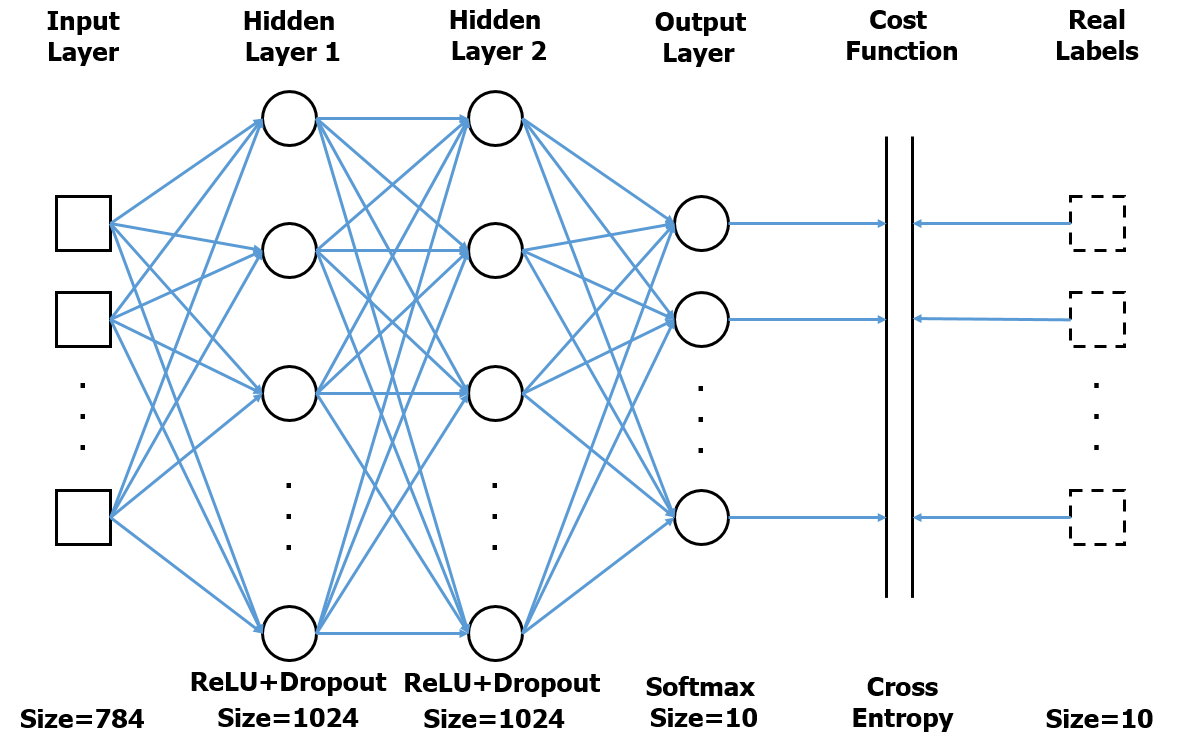 Input
Layer
Hidden
Layer 1
Hidden
Layer 2
Output
Layer
Cost
Function
Real
Labels
ReLU+Dropout
ReLU+Dropout
Softmax
Cross
Entropy
Size=784
Size=1024
Size=1024
Size=10
Size=10